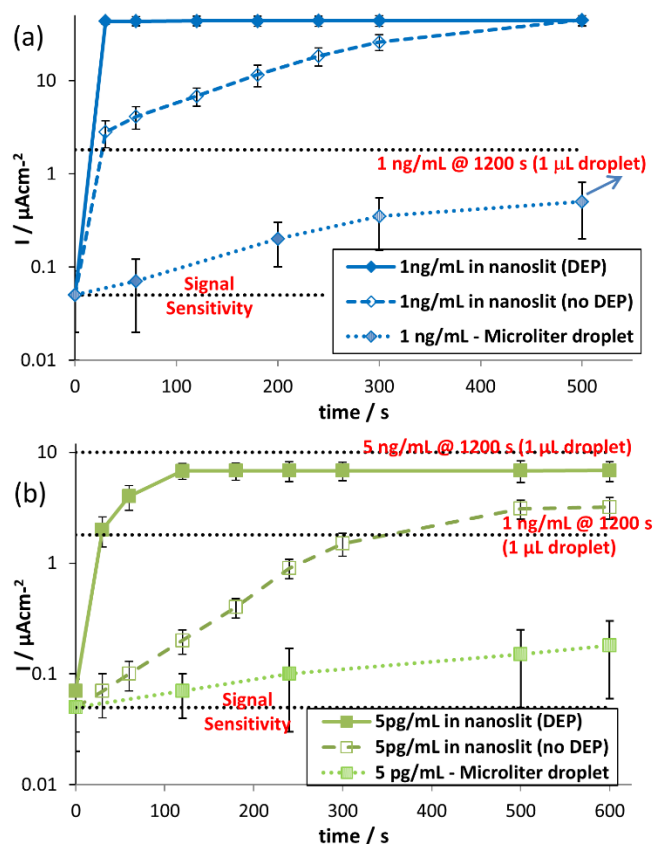 (a)
10
1
0.1
0.01
I / µAcm-2
1 ng/mL @ 1200 s (1 µL droplet)
Signal
Sensitivity
1ng/mL in nanoslit (DEP)
1ng/mL in nanoslit (no DEP)
1 ng/mL - Microliter droplet
0 100 200 300 400 500
time / s
(b)
10
1
0.1
0.01
I / µAcm-2
5 ng/mL @ 1200 s (1 µL droplet)
1 ng/mL @ 1200 s
(1 µL droplet)
Signal
Sensitivity
5pg/mL in nanoslit (DEP)
5pg/mL in nanoslit (no DEP)
5 pg/mL - Microliter droplet
0 100 200 300 400 500 600
time / s